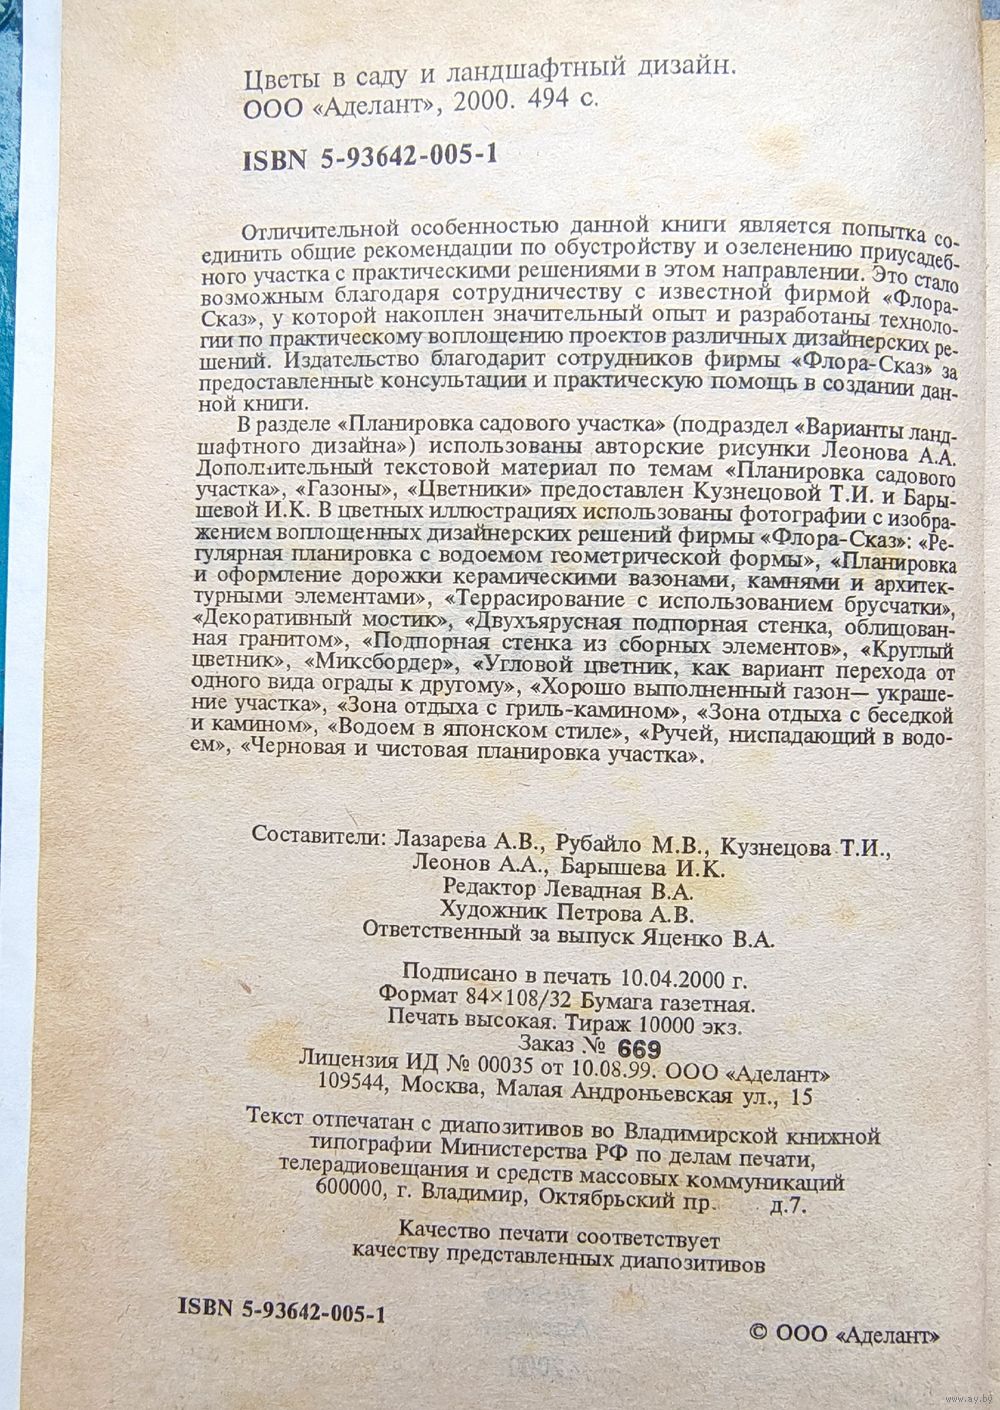 Цветы в саду и ландшафтный дизайн.
ООО «Аделант», 2000. 494 с.
ISBN 5-93642-005-1
Отличительной особенностью данной книги является попытка со-
единить общие рекомендации по обустройству и озеленению приусадеб-
ного участка с практическими решениями в этом направлении. Это стало
возможным благодаря сотрудничеству с известной фирмой «Флора-
Сказ», у которой накоплен значительный опыт и разработаны техноло-
гии по практическому воплощению проектов различных дизайнерских ре-
шений. Издательство благодарит сотрудников фирмы «Флора-Сказ» за
предоставленные консультации и практическую помощь в создании дан-
ной книги.
В разделе «Планировка садового участка» (подраздел «Варианты ланд-
шафтного дизайна») использованы авторские рисунки Леонова А.А.
Дополнительный текстовой материал по темам «Планировка садового
участка», «Газоны», «Цветники» предоставлен Кузнецовой Т.И. и Бары-
шевой И.К. В цветных иллюстрациях использованы фотографии с изобра-
жением воплощенных дизайнерских решений фирмы «Флора-Сказ»: «Ре-
гулярная планировка с водоемом геометрической формы», «Планировка
и оформление дорожки керамическими вазонами, камнями и архитек-
турными элементами», «Террасирование с использованием брусчатки»,
«Декоративный мостик», «Двухъярусная подпорная стенка, облицован-
ная гранитом», «Подпорная стенка из сборных элементов», «Круглый
цветник», «Миксбордер», «Угловой цветник, как вариант перехода от
одного вида ограды к другому», «Хорошо выполненный газон— украше-
ние участка», «Зона отдыха с гриль-камином», «Зона отдыха с беседкой
и камином», «Водоем в японском стиле», «Ручей, ниспадающий в водо-
ем», «Черновая и чистовая планировка участка».
Составители: Лазарева А.В., Рубайло М.В., Кузнецова Т.И.,
Леонов А.А., Барышева И.К.
Редактор Левадная В.А.
Художник Петрова А.В.
Ответственный за выпуск Яценко В.А.
Подписано в печать 10.04.2000 г.
Формат 84×108/32 Бумага газетная.
Печать высокая. Тираж 10000 экз.
Заказ № 669
Лицензия ИД № 00035 от 10.08.99. ООО «Аделант»
109544, Москва, Малая Андроньевская ул., 15
Текст отпечатан с диапозитивов во Владимирской книжной
типографии Министерства РФ по делам печати,
телерадиовещания и средств массовых коммуникаций
600000, г. Владимир, Октябрьский пр. д.7.
Качество печати соответствует
качеству представленных диапозитивов
ISBN 5-93642-005-1
© ООО «Аделант»
www.ay.by